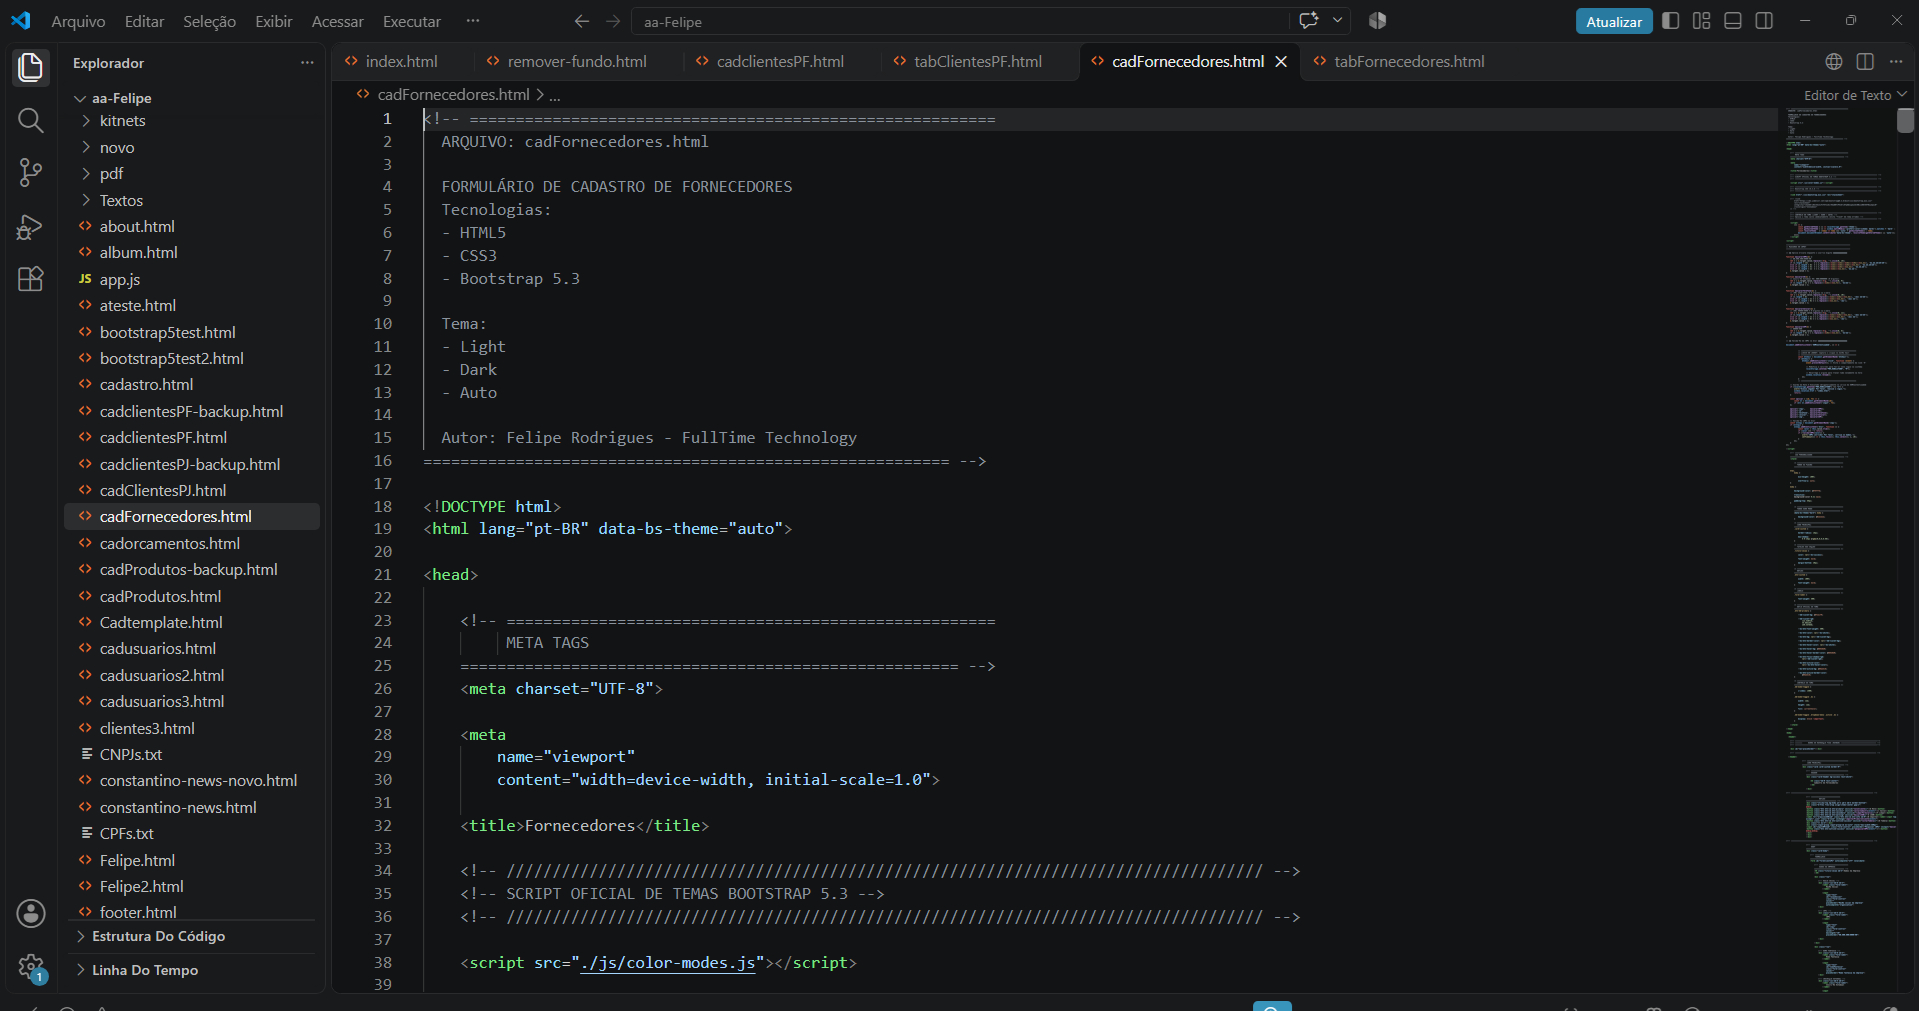 Arquivo Editar Seleção Exibir Acessar Executar ···
aa-Felipe
Atualizar
Explorador
index.html remover-fundo.html cadclientesPF.html tabClientesPF.html cadFornecedores.html tabFornecedores.html
cadFornecedores.html > ...
Editor de Texto
aa-Felipe
kitnets
novo
pdf
Textos
about.html
album.html
JS app.js
ateste.html
bootstrap5test.html
bootstrap5test2.html
cadastro.html
cadclientesPF-backup.html
cadclientesPF.html
cadclientesPJ-backup.html
cadClientesPJ.html
cadFornecedores.html
cadorcamentos.html
cadProdutos-backup.html
cadProdutos.html
Cadtemplate.html
cadusuarios.html
cadusuarios2.html
cadusuarios3.html
clientes3.html
CNPJs.txt
constantino-news-novo.html
constantino-news.html
CPFs.txt
Felipe.html
Felipe2.html
footer.html
Estrutura Do Código
Linha Do Tempo
1
1 <!-- =========================================================
2 ARQUIVO: cadFornecedores.html
3
4 FORMULÁRIO DE CADASTRO DE FORNECEDORES
5 Tecnologias:
6 - HTML5
7 - CSS3
8 - Bootstrap 5.3
9
10 Tema:
11 - Light
12 - Dark
13 - Auto
14
15 Autor: Felipe Rodrigues - FullTime Technology
16 ========================================================= -->
17
18 <!DOCTYPE html>
19 <html lang="pt-BR" data-bs-theme="auto">
20
21 <head>
22
23 <!-- =====================================================
24 META TAGS
25 ====================================================== -->
26 <meta charset="UTF-8">
27
28 <meta
29 name="viewport"
30 content="width=device-width, initial-scale=1.0">
31
32 <title>Fornecedores</title>
33
34 <!-- ////////////////////////////////////////////////////////////////////////////////// -->
35 <!-- SCRIPT OFICIAL DE TEMAS BOOTSTRAP 5.3 -->
36 <!-- ////////////////////////////////////////////////////////////////////////////////// -->
37
38 <script src="./js/color-modes.js"></script>
39